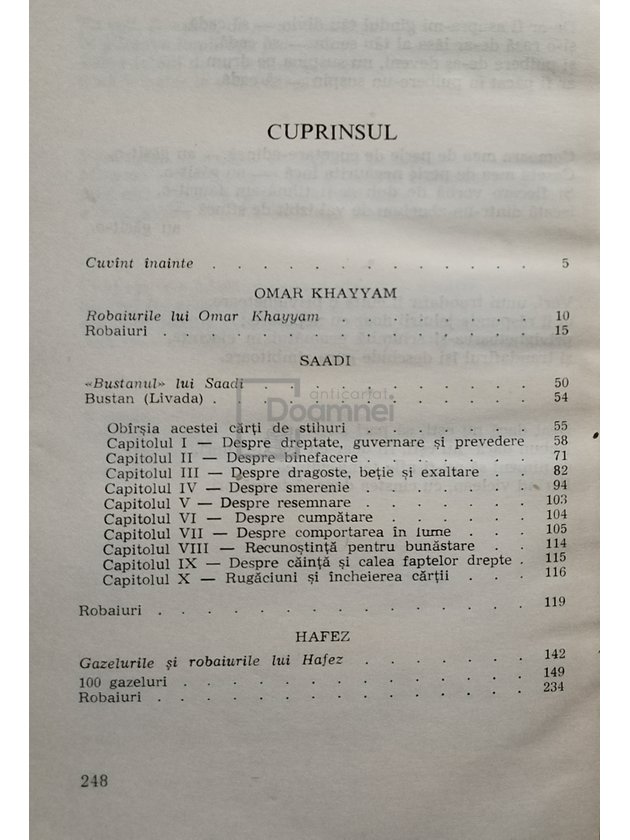 CUPRINSUL
Cuvînt înainte . . . . . . . . . . . . . . 5
OMAR KHAYYAM
Robaiurile lui Omar Khayyam . . . . . . . . . 10
Robaiuri . . . . . . . . . . . . . . . . 15
SAADI
«Bustanul» lui Saadi . . . . . . . . . . . 50
Bustan (Livada) . . . . . . . . . . . . . 54
antichariat
Doamnei
Obîrșia acestei cărți de stihuri . . . . . . . . 55
Capitolul I — Despre dreptate, guvernare și prevedere 58
Capitolul II — Despre binefacere . . . . . . . 71
Capitolul III — Despre dragoste, beție și exaltare . . 82
Capitolul IV — Despre smerenie . . . . . . . 94
Capitolul V — Despre resemnare . . . . . . . 103
Capitolul VI — Despre cumpătare . . . . . . 104
Capitolul VII — Despre comportarea în lume . . . 105
Capitolul VIII — Recunoștință pentru bunăstare . . 114
Capitolul IX — Despre căință și calea faptelor drepte . 115
Capitolul X — Rugăciuni și încheierea cărții . . . 116
Robaiuri . . . . . . . . . . . . . . . . 119
HAFEZ
Gazelurile și robaiurile lui Hafez . . . . . . . 142
100 gazeluri . . . . . . . . . . . . . . . 149
Robaiuri . . . . . . . . . . . . . . . . 234
248